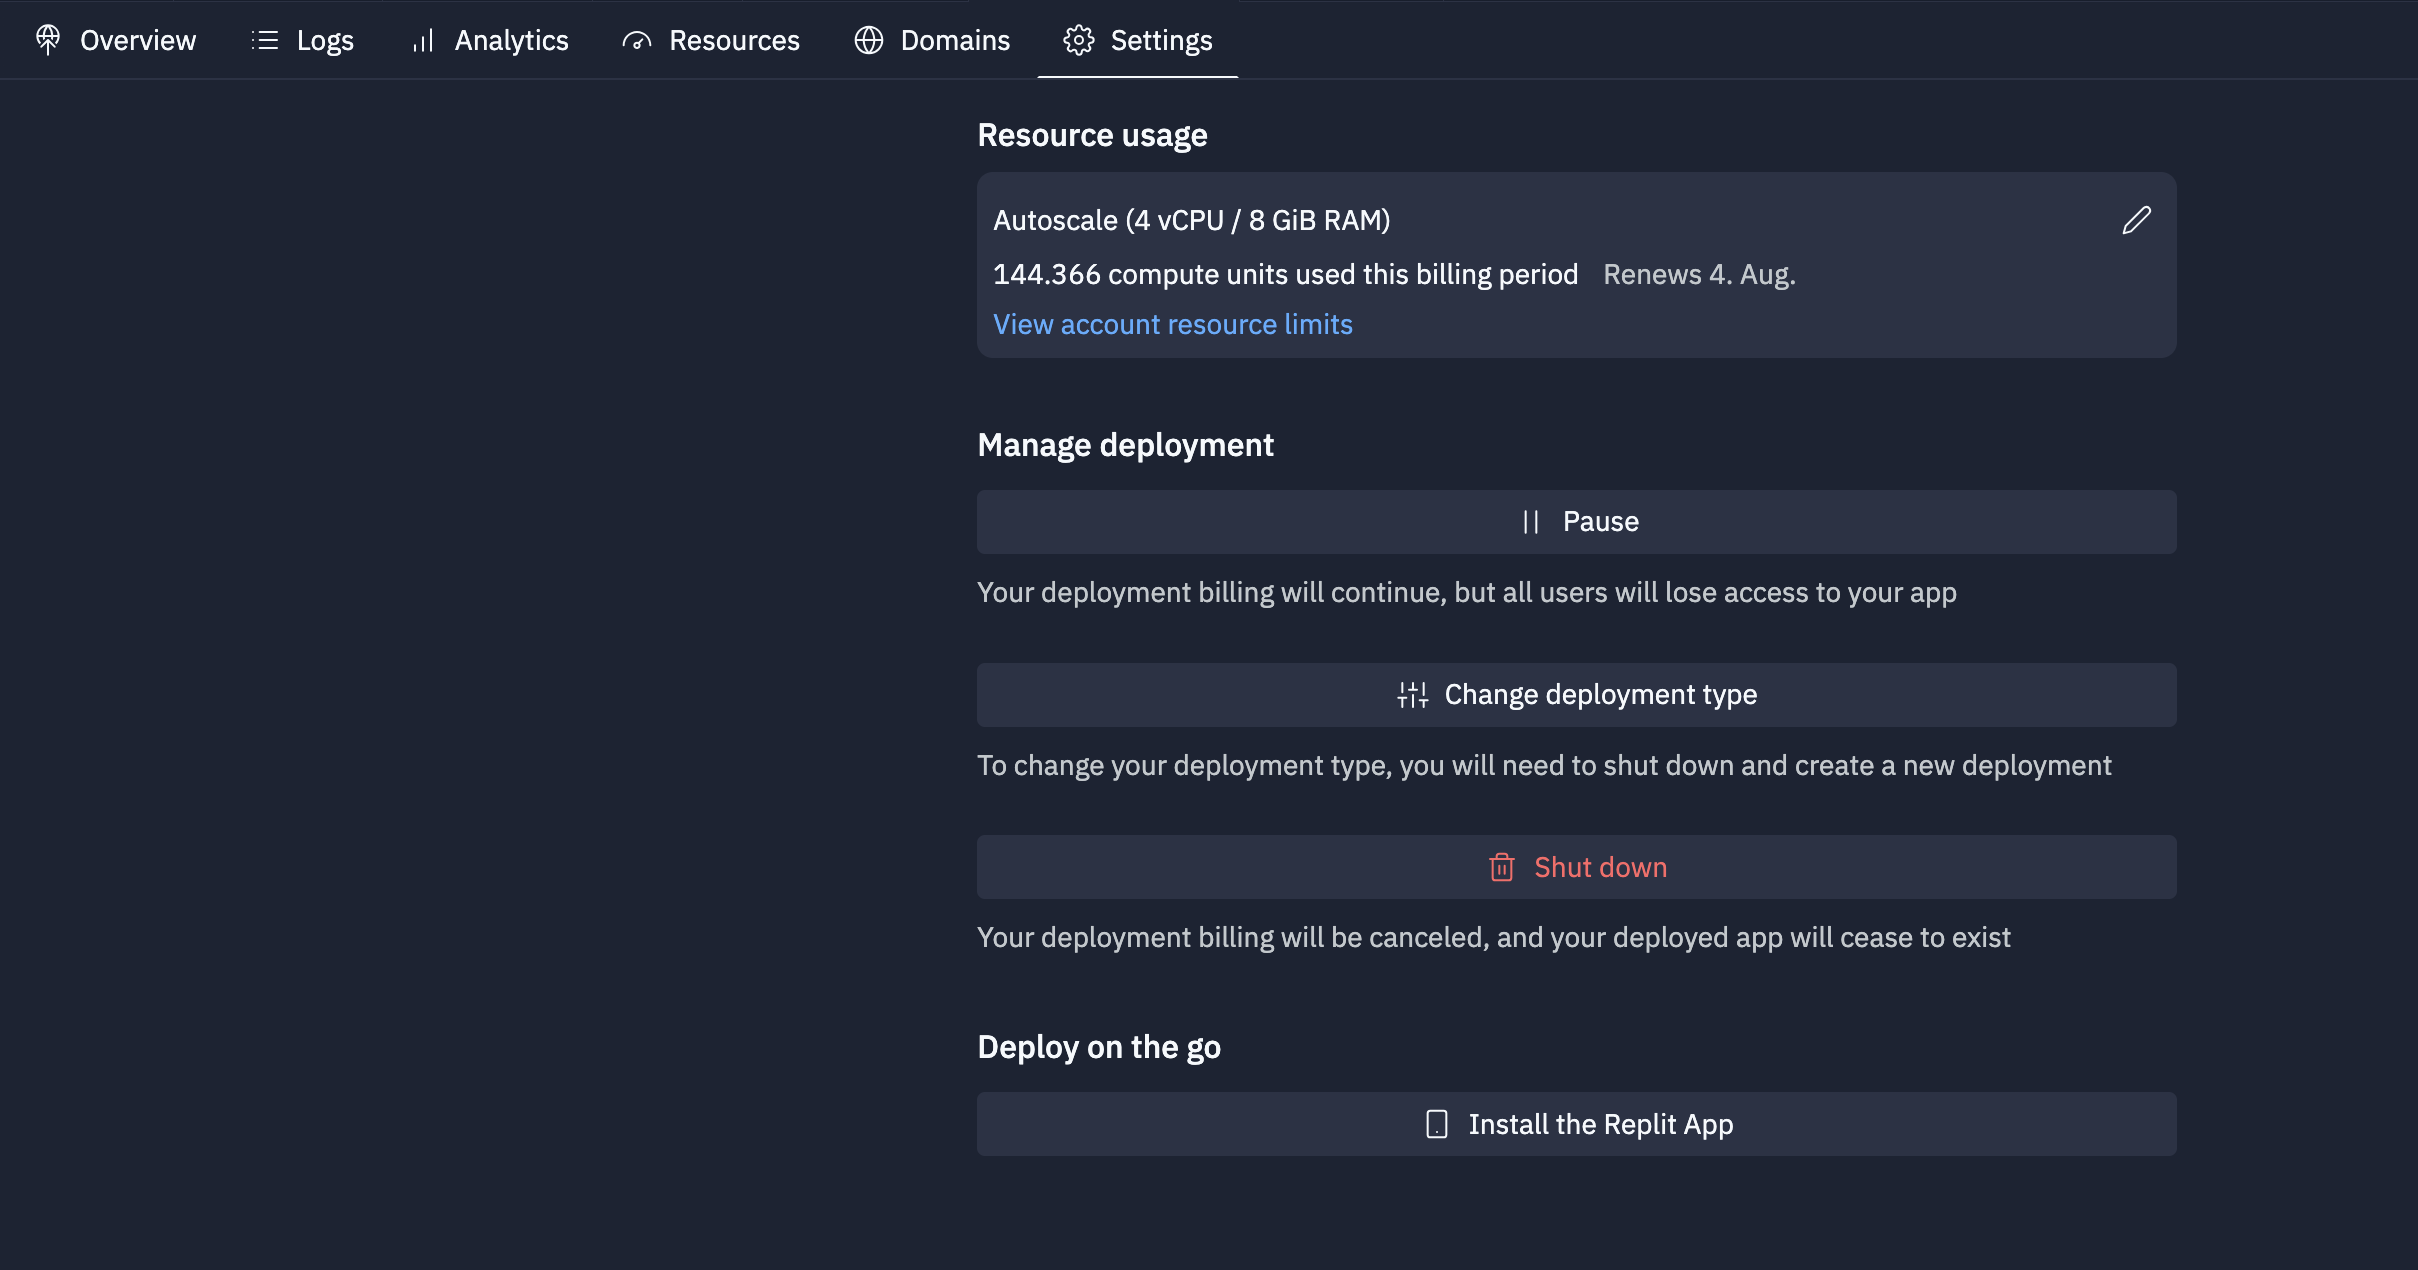 Overview Logs Analytics Resources Domains Settings
Resource usage
Autoscale (4 vCPU / 8 GiB RAM)
144.366 compute units used this billing period Renews 4. Aug.
View account resource limits
Manage deployment
Pause
Your deployment billing will continue, but all users will lose access to your app
Change deployment type
To change your deployment type, you will need to shut down and create a new deployment
Shut down
Your deployment billing will be canceled, and your deployed app will cease to exist
Deploy on the go
Install the Replit App